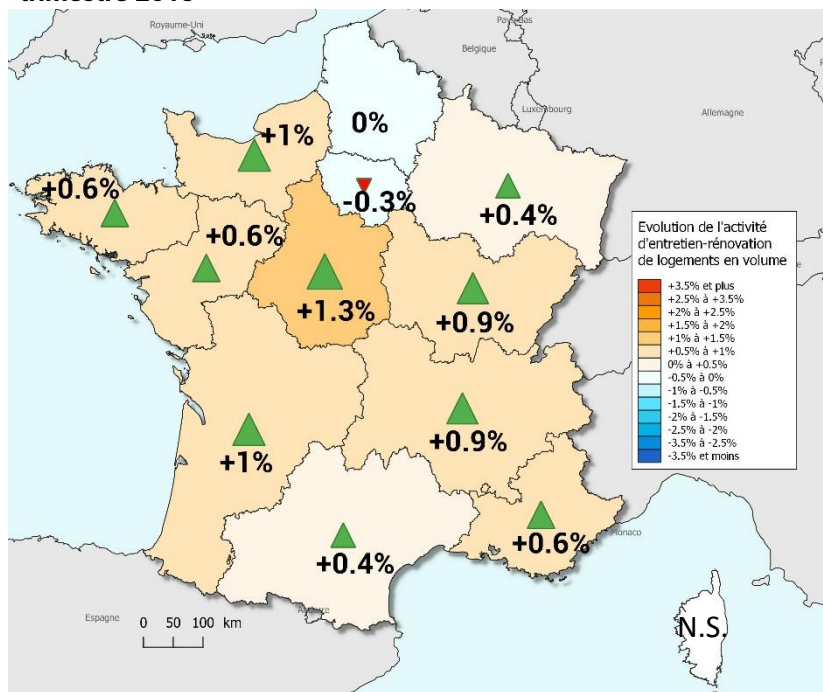 Royaume-Uni
Pays-Bas
Belgique
Luxembourg
Allemagne
0%
+1%
-0.3%
+0.6%
+0.4%
+0.6%
+1.3%
+0.9%
+1%
+0.9%
+0.4%
+0.6%
Monaco
Espagne
0 50 100 km
N.S.
Evolution de l'activité
d'entretien-rénovation
de logements en volume
+3.5% et plus
+2.5% à +3.5%
+2% à +2.5%
+1.5% à +2%
+1% à +1.5%
+0.5% à +1%
0% à +0.5%
-0.5% à 0%
-1% à -0.5%
-1.5% à -1%
-2% à -1.5%
-2.5% à -2%
-3.5% à -2.5%
-3.5% et moins